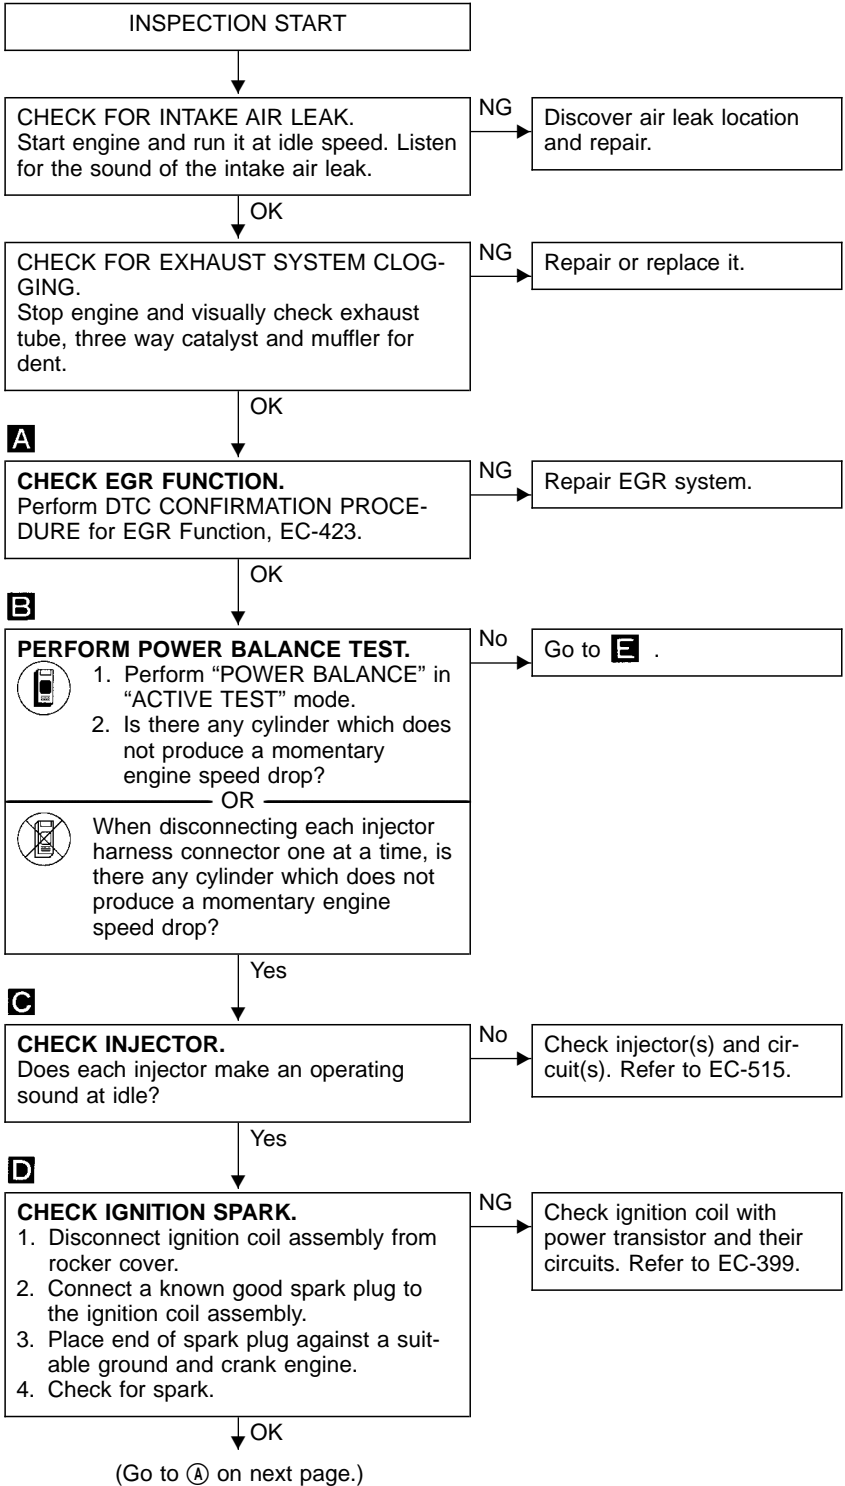 INSPECTION START
CHECK FOR INTAKE AIR LEAK.
Start engine and run it at idle speed. Listen
for the sound of the intake air leak.
NG
Discover air leak location
and repair.
OK
CHECK FOR EXHAUST SYSTEM CLOG-
GING.
Stop engine and visually check exhaust
tube, three way catalyst and muffler for
dent.
NG
Repair or replace it.
OK
A
CHECK EGR FUNCTION.
Perform DTC CONFIRMATION PROCE-
DURE for EGR Function, EC-423.
NG
Repair EGR system.
OK
B
PERFORM POWER BALANCE TEST.
1. Perform “POWER BALANCE” in
“ACTIVE TEST” mode.
2. Is there any cylinder which does
not produce a momentary
engine speed drop?
OR
When disconnecting each injector
harness connector one at a time, is
there any cylinder which does not
produce a momentary engine
speed drop?
No
Go to E .
Yes
C
CHECK INJECTOR.
Does each injector make an operating
sound at idle?
No
Check injector(s) and cir-
cuit(s). Refer to EC-515.
Yes
D
CHECK IGNITION SPARK.
1. Disconnect ignition coil assembly from
rocker cover.
2. Connect a known good spark plug to
the ignition coil assembly.
3. Place end of spark plug against a suit-
able ground and crank engine.
4. Check for spark.
NG
Check ignition coil with
power transistor and their
circuits. Refer to EC-399.
OK
(Go to Ⓐ on next page.)